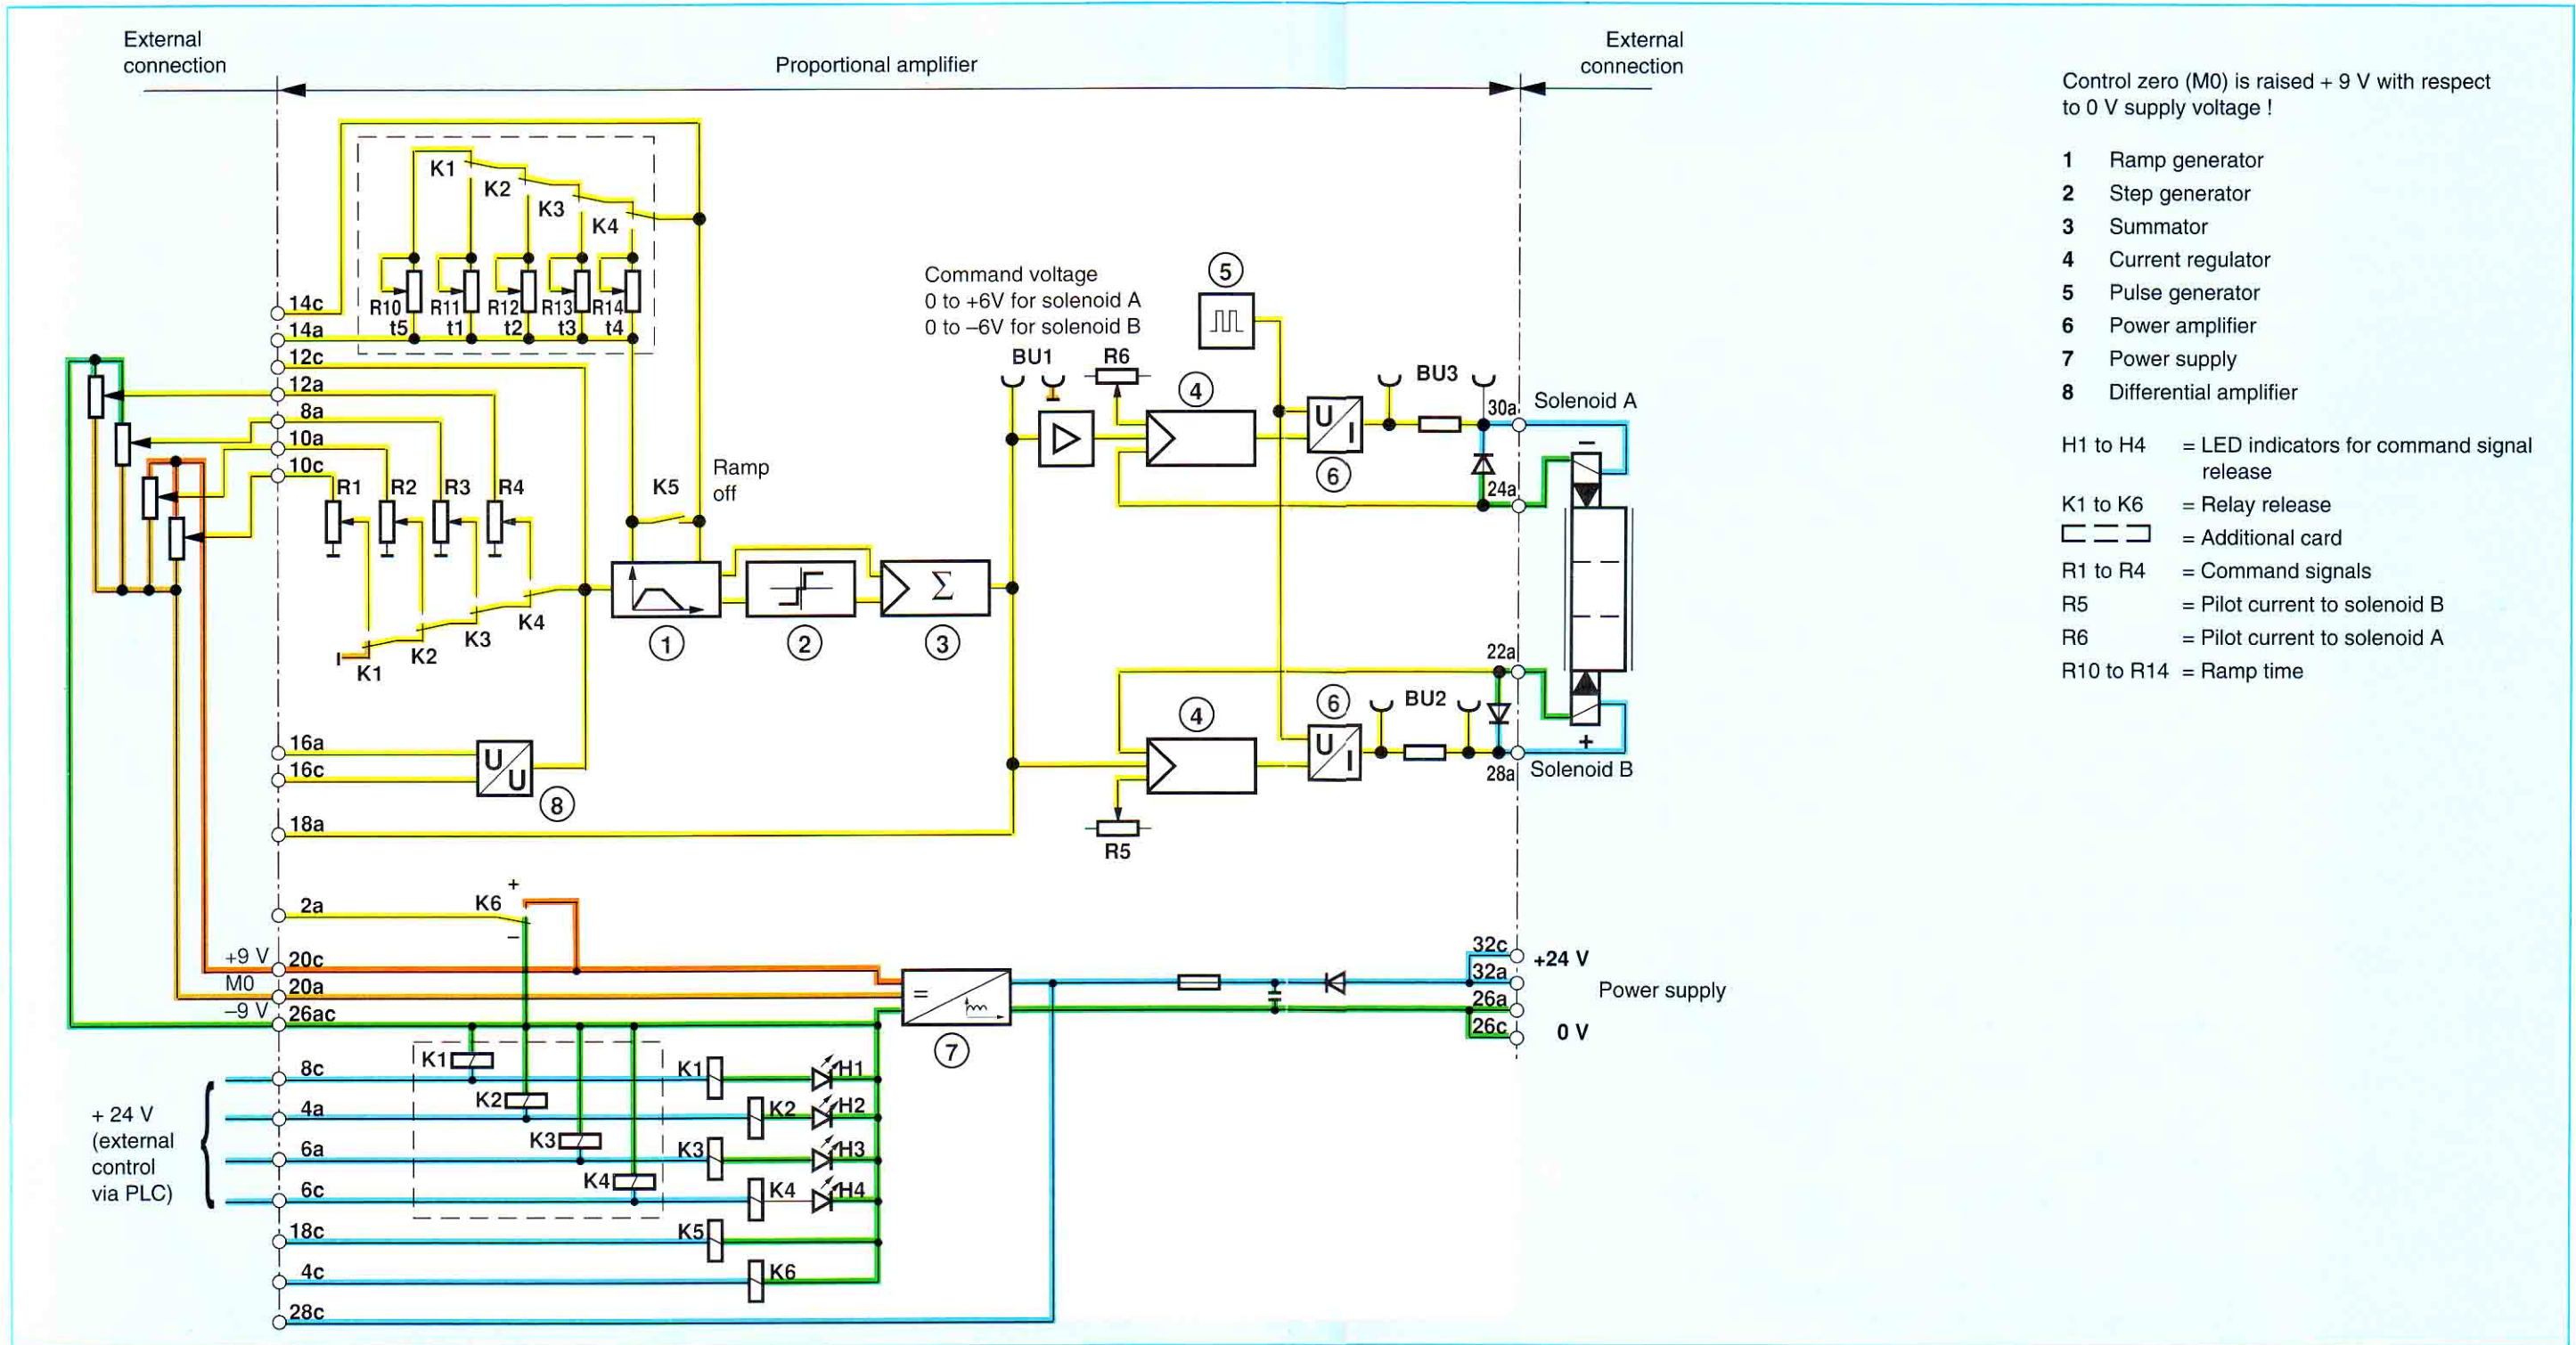 External
connection
Proportional amplifier
External
connection
Control zero (M0) is raised + 9 V with respect
to 0 V supply voltage !
1 Ramp generator
2 Step generator
3 Summator
4 Current regulator
5 Pulse generator
6 Power amplifier
7 Power supply
8 Differential amplifier
H1 to H4 = LED indicators for command signal
release
K1 to K6 = Relay release
= Additional card
R1 to R4 = Command signals
R5 = Pilot current to solenoid B
R6 = Pilot current to solenoid A
R10 to R14 = Ramp time
K1
K2
K3
K4
R10 R11 R12 R13 R14
t5 t1 t2 t3 t4
14c
14a
12c
12a
8a
10a
10c
R1 R2 R3 R4
K5
Ramp
off
K4
K3
K2
K1
1
2
3
Σ
Command voltage
0 to +6V for solenoid A
0 to –6V for solenoid B
BU1
R6
4
5
U
I
6
BU3
30a
Solenoid A
–
24a
22a
+
Solenoid B
28a
BU2
6
U
I
4
R5
16a
16c
U
U
8
18a
2a
K6
+
–
+9 V 20c
M0 20a
–9 V 26ac
=
7
32c
+24 V
32a
Power supply
26a
26c
0 V
+ 24 V
(external
control
via PLC)
8c K1 K1 H1
4a K2 K2 H2
6a K3 K3 H3
6c K4 K4 H4
18c K5
4c K6
28c